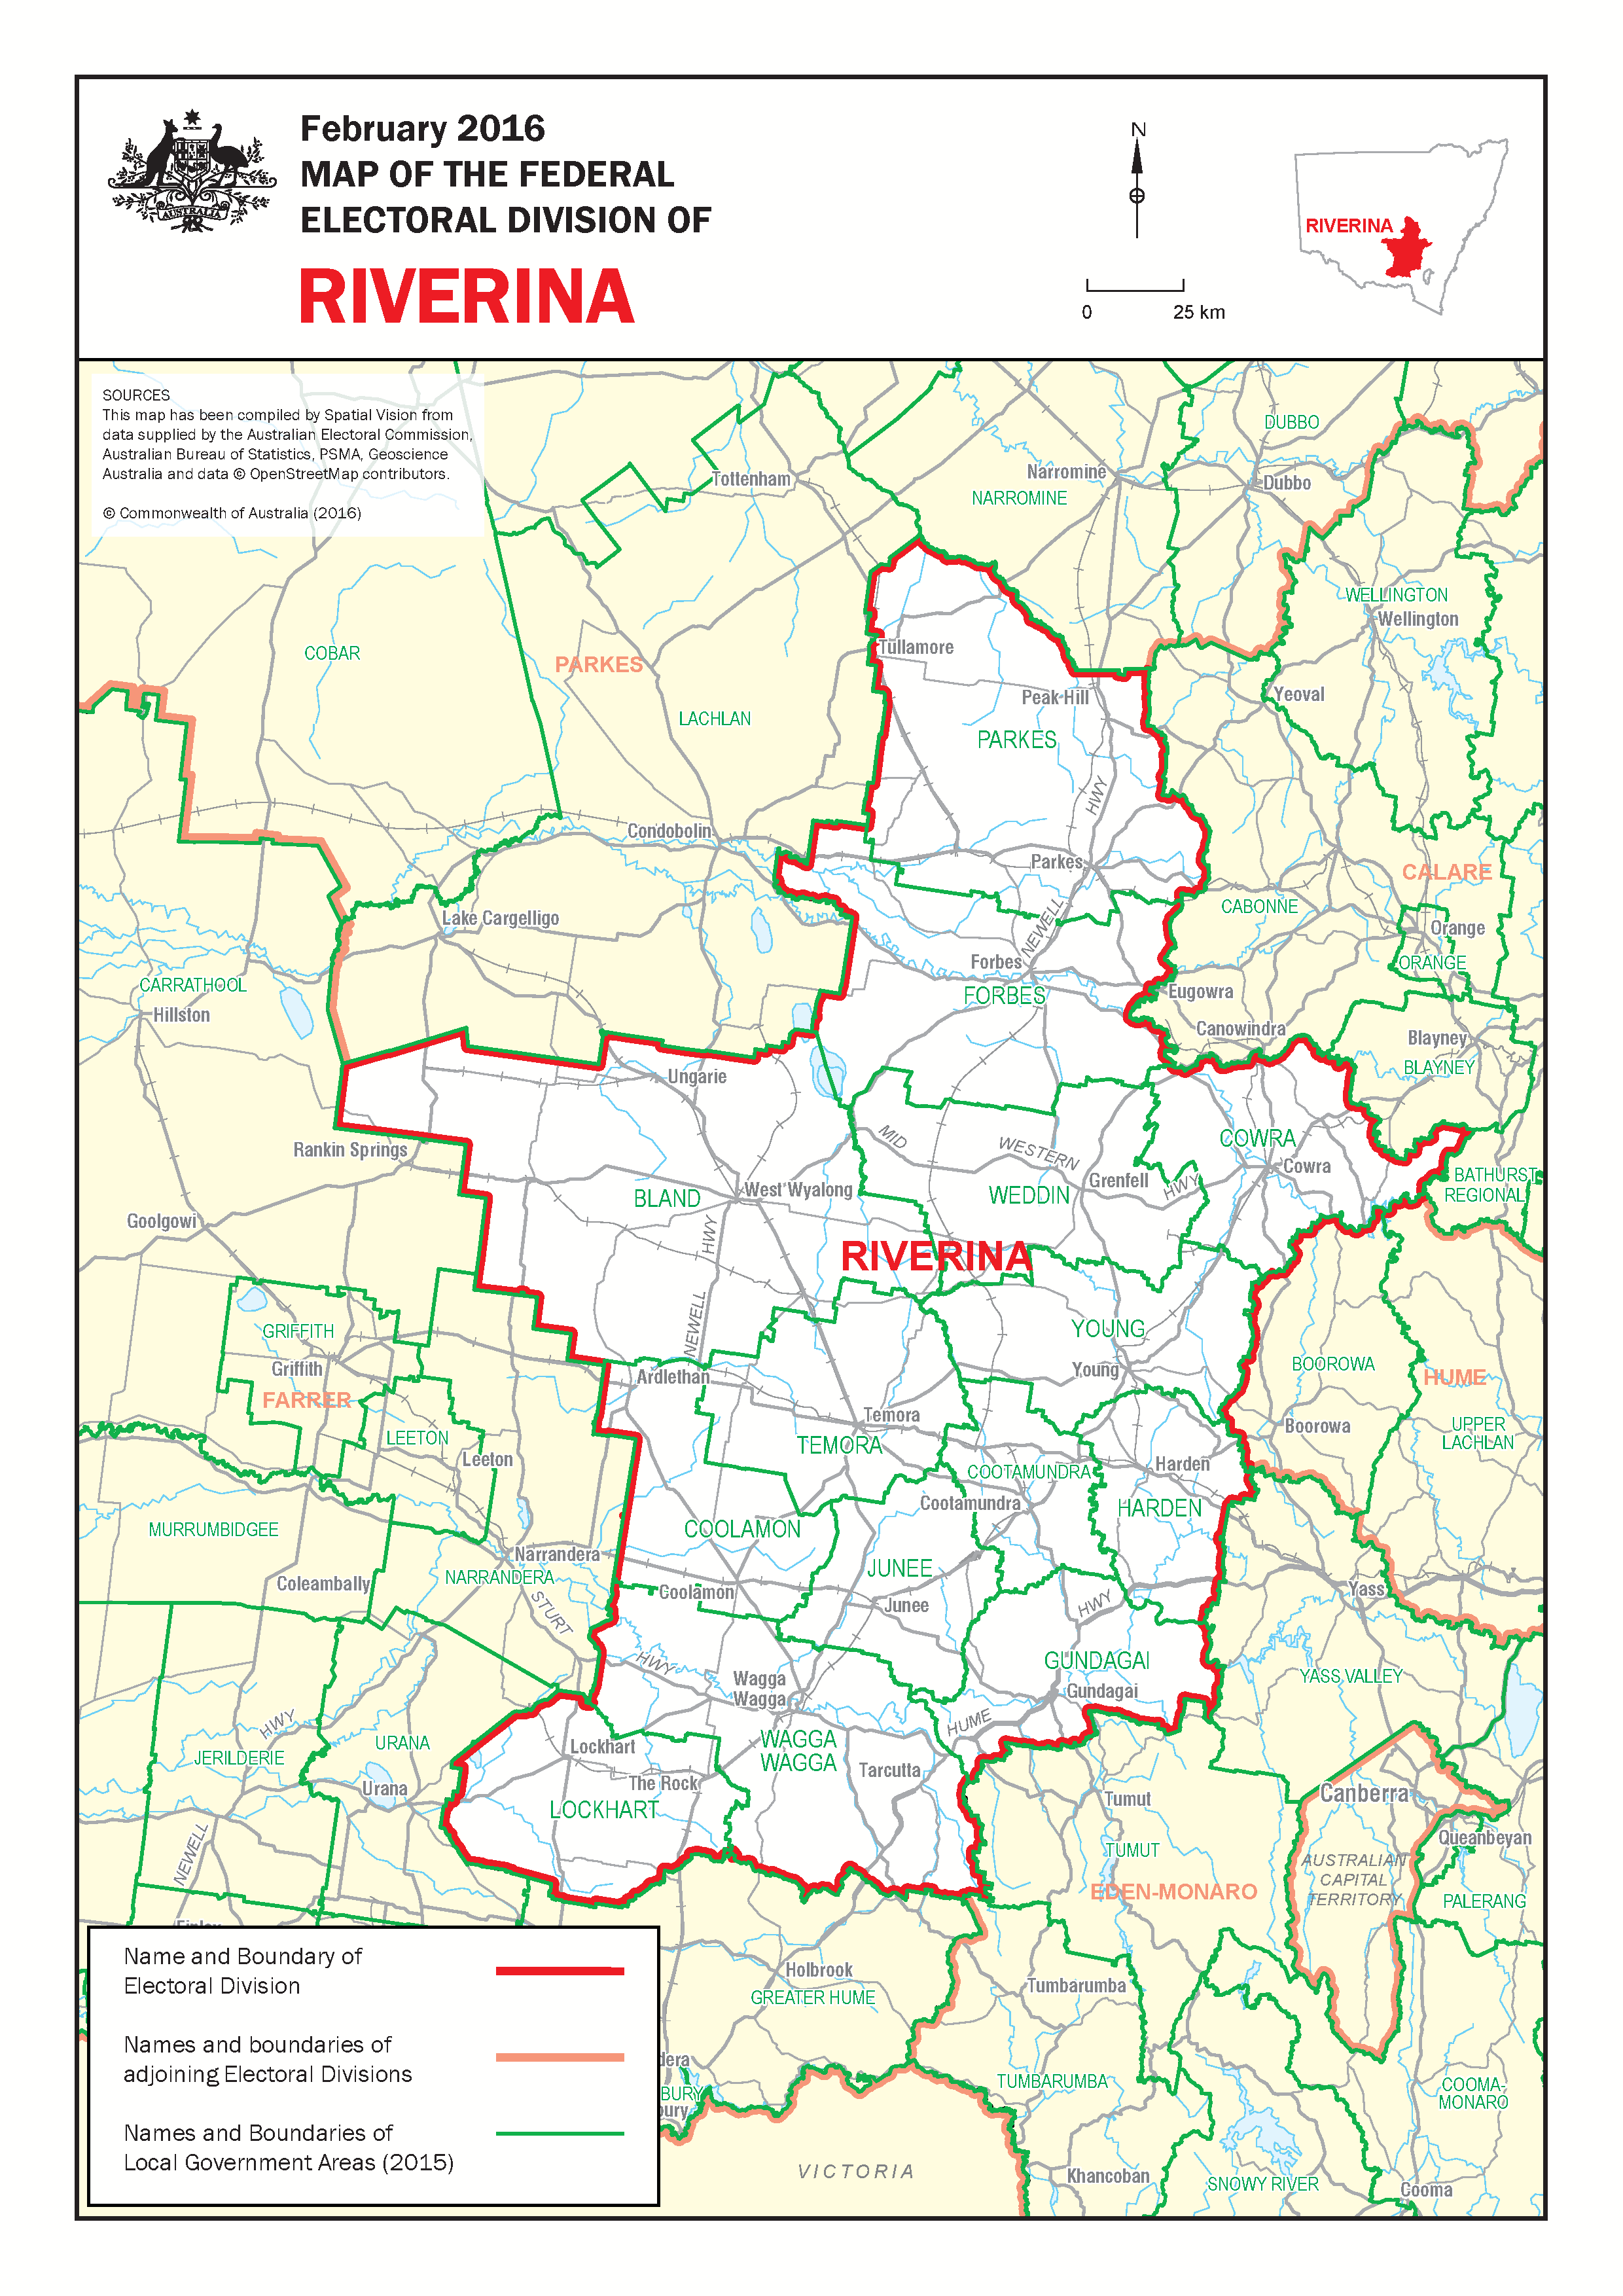 February 2016
MAP OF THE FEDERAL
ELECTORAL DIVISION OF
RIVERINA
AUSTRALIA
N
0 25 km
RIVERINA
SOURCES
This map has been compiled by Spatial Vision from
data supplied by the Australian Electoral Commission,
Australian Bureau of Statistics, PSMA, Geoscience
Australia and data © OpenStreetMap contributors.
© Commonwealth of Australia (2016)
DUBBO
Tottenham
Narromine
Dubbo
NARROMINE
WELLINGTON
Wellington
COBAR
PARKES
Tullamore
LACHLAN
Peak Hill
Yeoval
PARKES
HWY
Condobolin
Parkes
CALARE
Lake Cargelligo
CABONNE
Orange
NEWELL
Forbes
ORANGE
CARRATHOOL
FORBES
Eugowra
Hillston
Canowindra
Blayney
BLAYNEY
Ungarie
MID
WESTERN
HWY
COWRA
Cowra
Rankin Springs
BATHURST
REGIONAL
BLAND
West Wyalong
WEDDIN
Grenfell
Goolgowi
HWY
RIVERINA
NEWELL
GRIFFITH
YOUNG
Griffith
Ardlethan
Young
BOOROWA
HUME
FARRER
Temora
Boorowa
UPPER
LACHLAN
LEETON
TEMORA
Leeton
COOTAMUNDRA
Harden
Cootamundra
HARDEN
MURRUMBIDGEE
COOLAMON
Narrandera
JUNEE
Coleambally
NARRANDERA
Coolamon
Junee
HWY
Yass
STURT
HWY
GUNDAGAI
YASS VALLEY
Wagga
Wagga
Gundagai
HWY
HUME
URANA
Lockhart
WAGGA
WAGGA
JERILDERIE
Tarcutta
Urana
The Rock
Tumut
Canberra
LOCKHART
NEWELL
Queanbeyan
TUMUT
AUSTRALIAN
CAPITAL
TERRITORY
EDEN-MONARO
PALERANG
Finley
Name and Boundary of
Electoral Division
Names and boundaries of
adjoining Electoral Divisions
Names and Boundaries of
Local Government Areas (2015)
Holbrook
GREATER HUME
Tumbarumba
dera
BURY
bury
TUMBARUMBA
COOMA-
MONARO
VICTORIA
Khancoban
SNOWY RIVER
Cooma